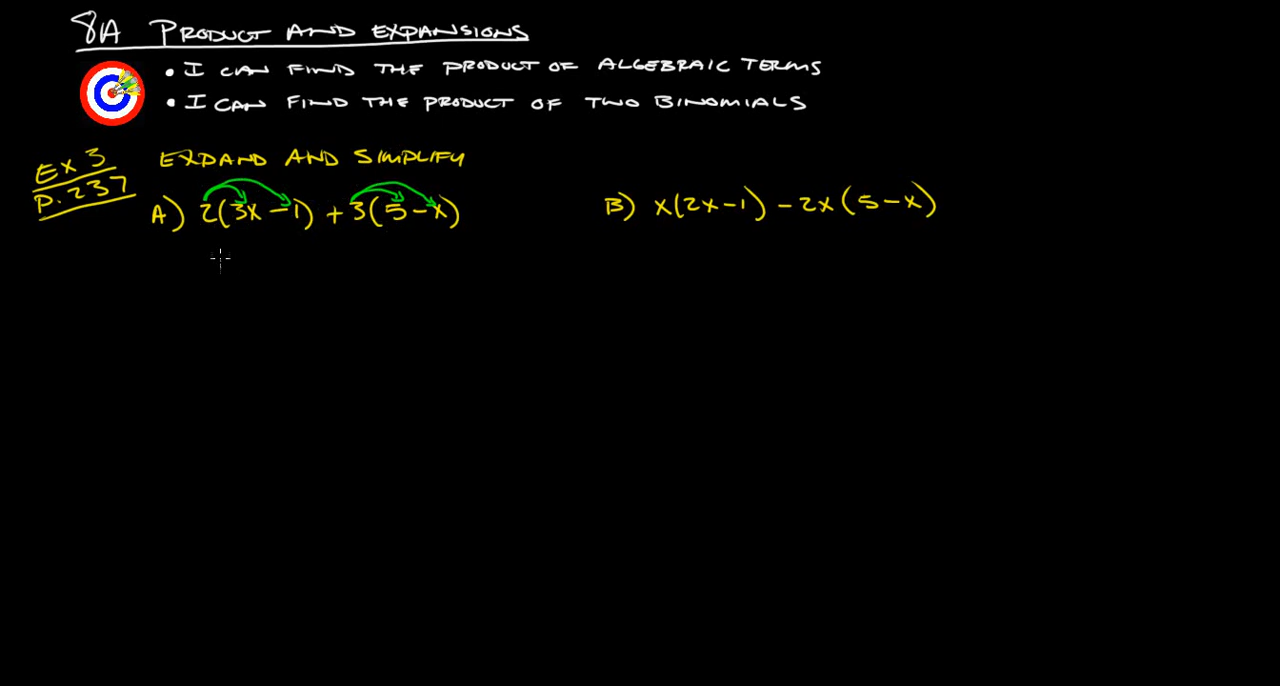 8A PRODUCT AND EXPANSIONS
• I CAN FIND THE PRODUCT OF ALGEBRAIC TERMS
• I CAN FIND THE PRODUCT OF TWO BINOMIALS
EX 3
P. 237
EXPAND AND SIMPLIFY
A) 2(3x-1) + 3(5-x)
B) x(2x-1) - 2x(5-x)